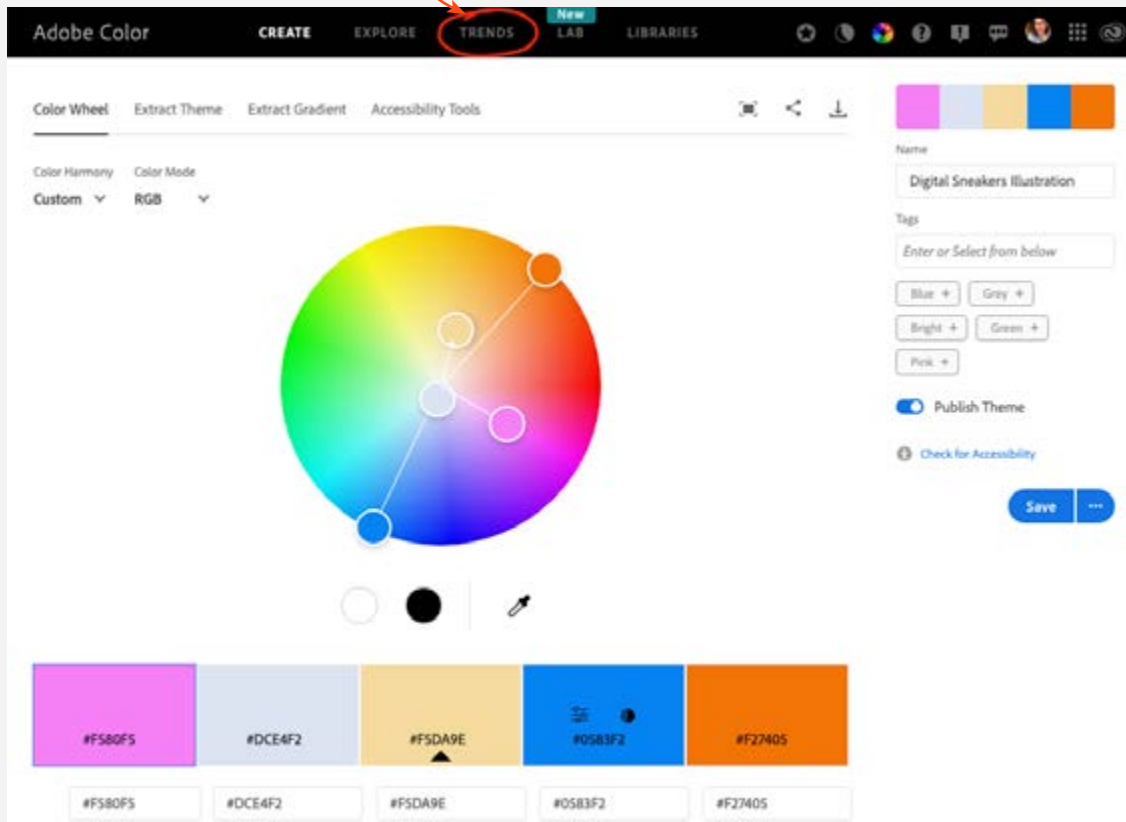 New
Adobe Color CREATE EXPLORE TRENDS LAB LIBRARIES
Color Wheel Extract Theme Extract Gradient Accessibility Tools
Color Harmony Color Mode
Custom RGB
Name
Digital Sneakers Illustration
Tags
Enter or Select from below
Blue + Grey +
Bright + Green +
Pink +
Publish Theme
Check for Accessibility
Save ...
#F580F5 #DCE4F2 #F5DA9E #0583F2 #F27405
#F580F5 #DCE4F2 #F5DA9E #0583F2 #F27405